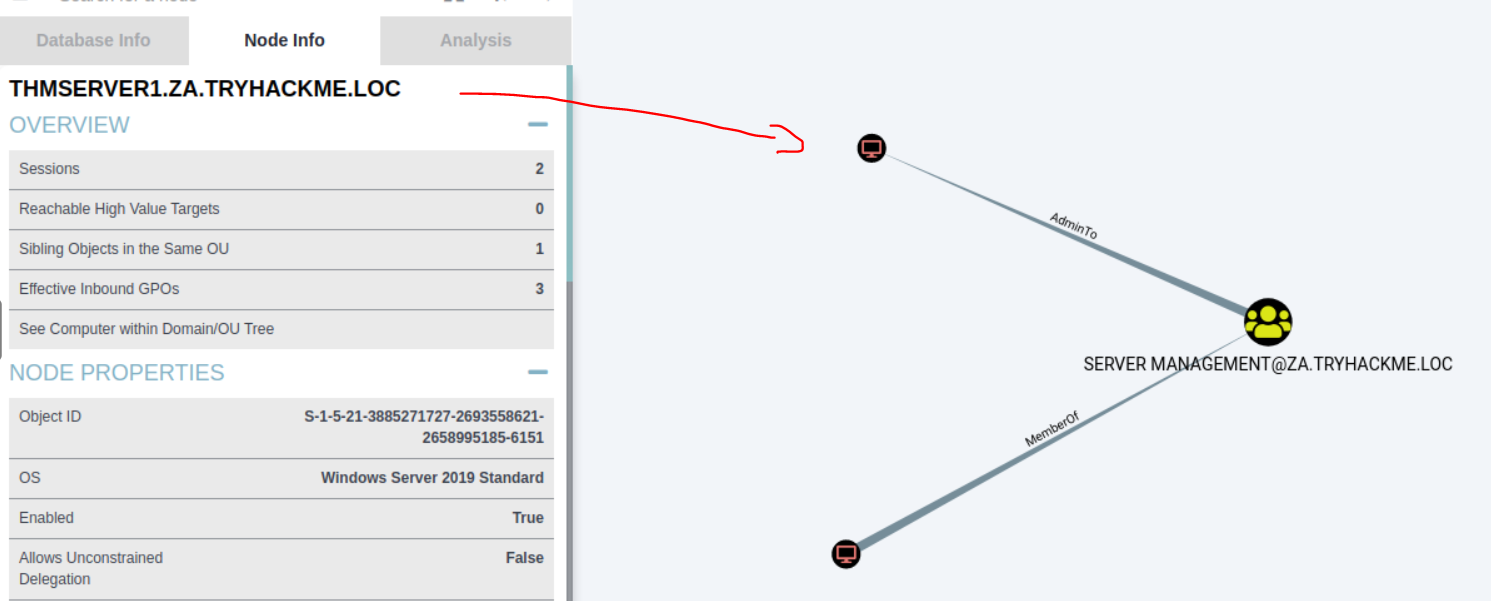 Database Info Node Info Analysis
THMSERVER1.ZA.TRYHACKME.LOC
OVERVIEW
Sessions 2
Reachable High Value Targets 0
Sibling Objects in the Same OU 1
Effective Inbound GPOs 3
See Computer within Domain/OU Tree
NODE PROPERTIES
Object ID S-1-5-21-3885271727-2693558621-
2658995185-6151
OS Windows Server 2019 Standard
Enabled True
Allows Unconstrained False
Delegation
AdminTo
SERVER MANAGEMENT@ZA.TRYHACKME.LOC
MemberOf